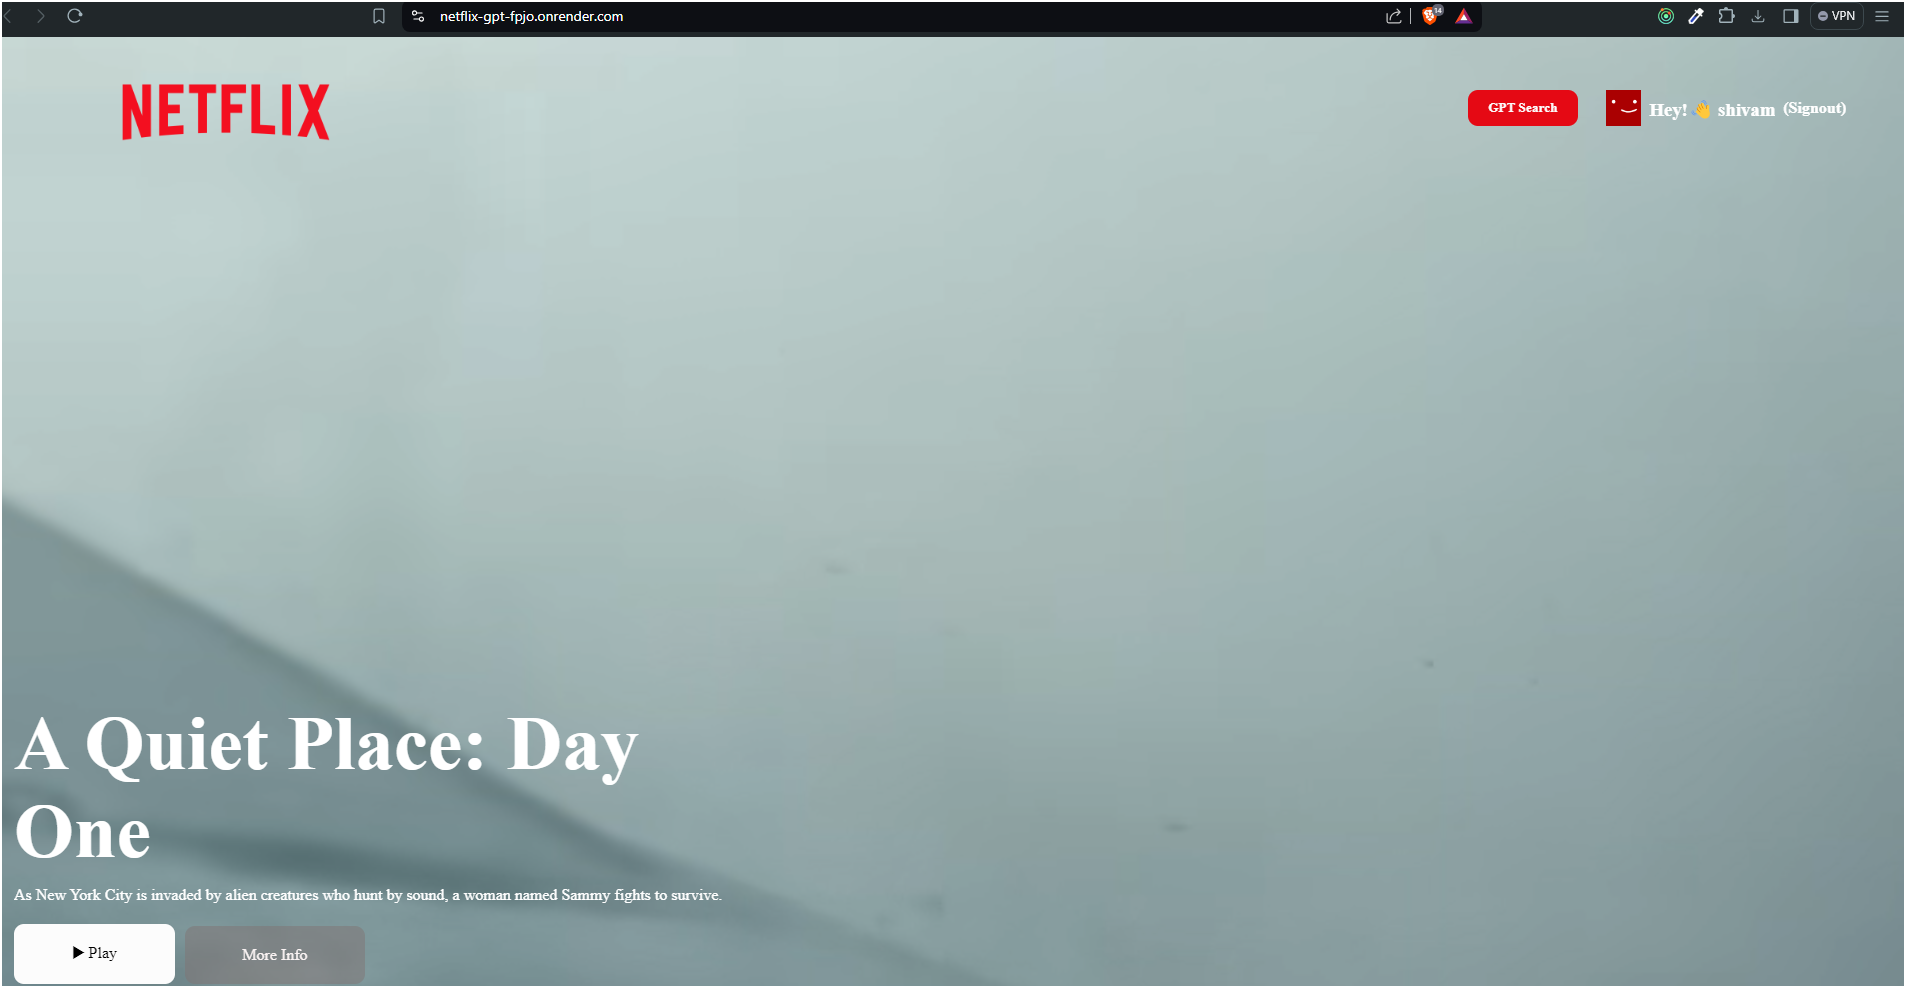 netflix-gpt-fpjo.onrender.com
14
VPN
NETFLIX
GPT Search
Hey! 👋 shivam (Signout)
A Quiet Place: Day
One
As New York City is invaded by alien creatures who hunt by sound, a woman named Sammy fights to survive.
▶ Play
More Info